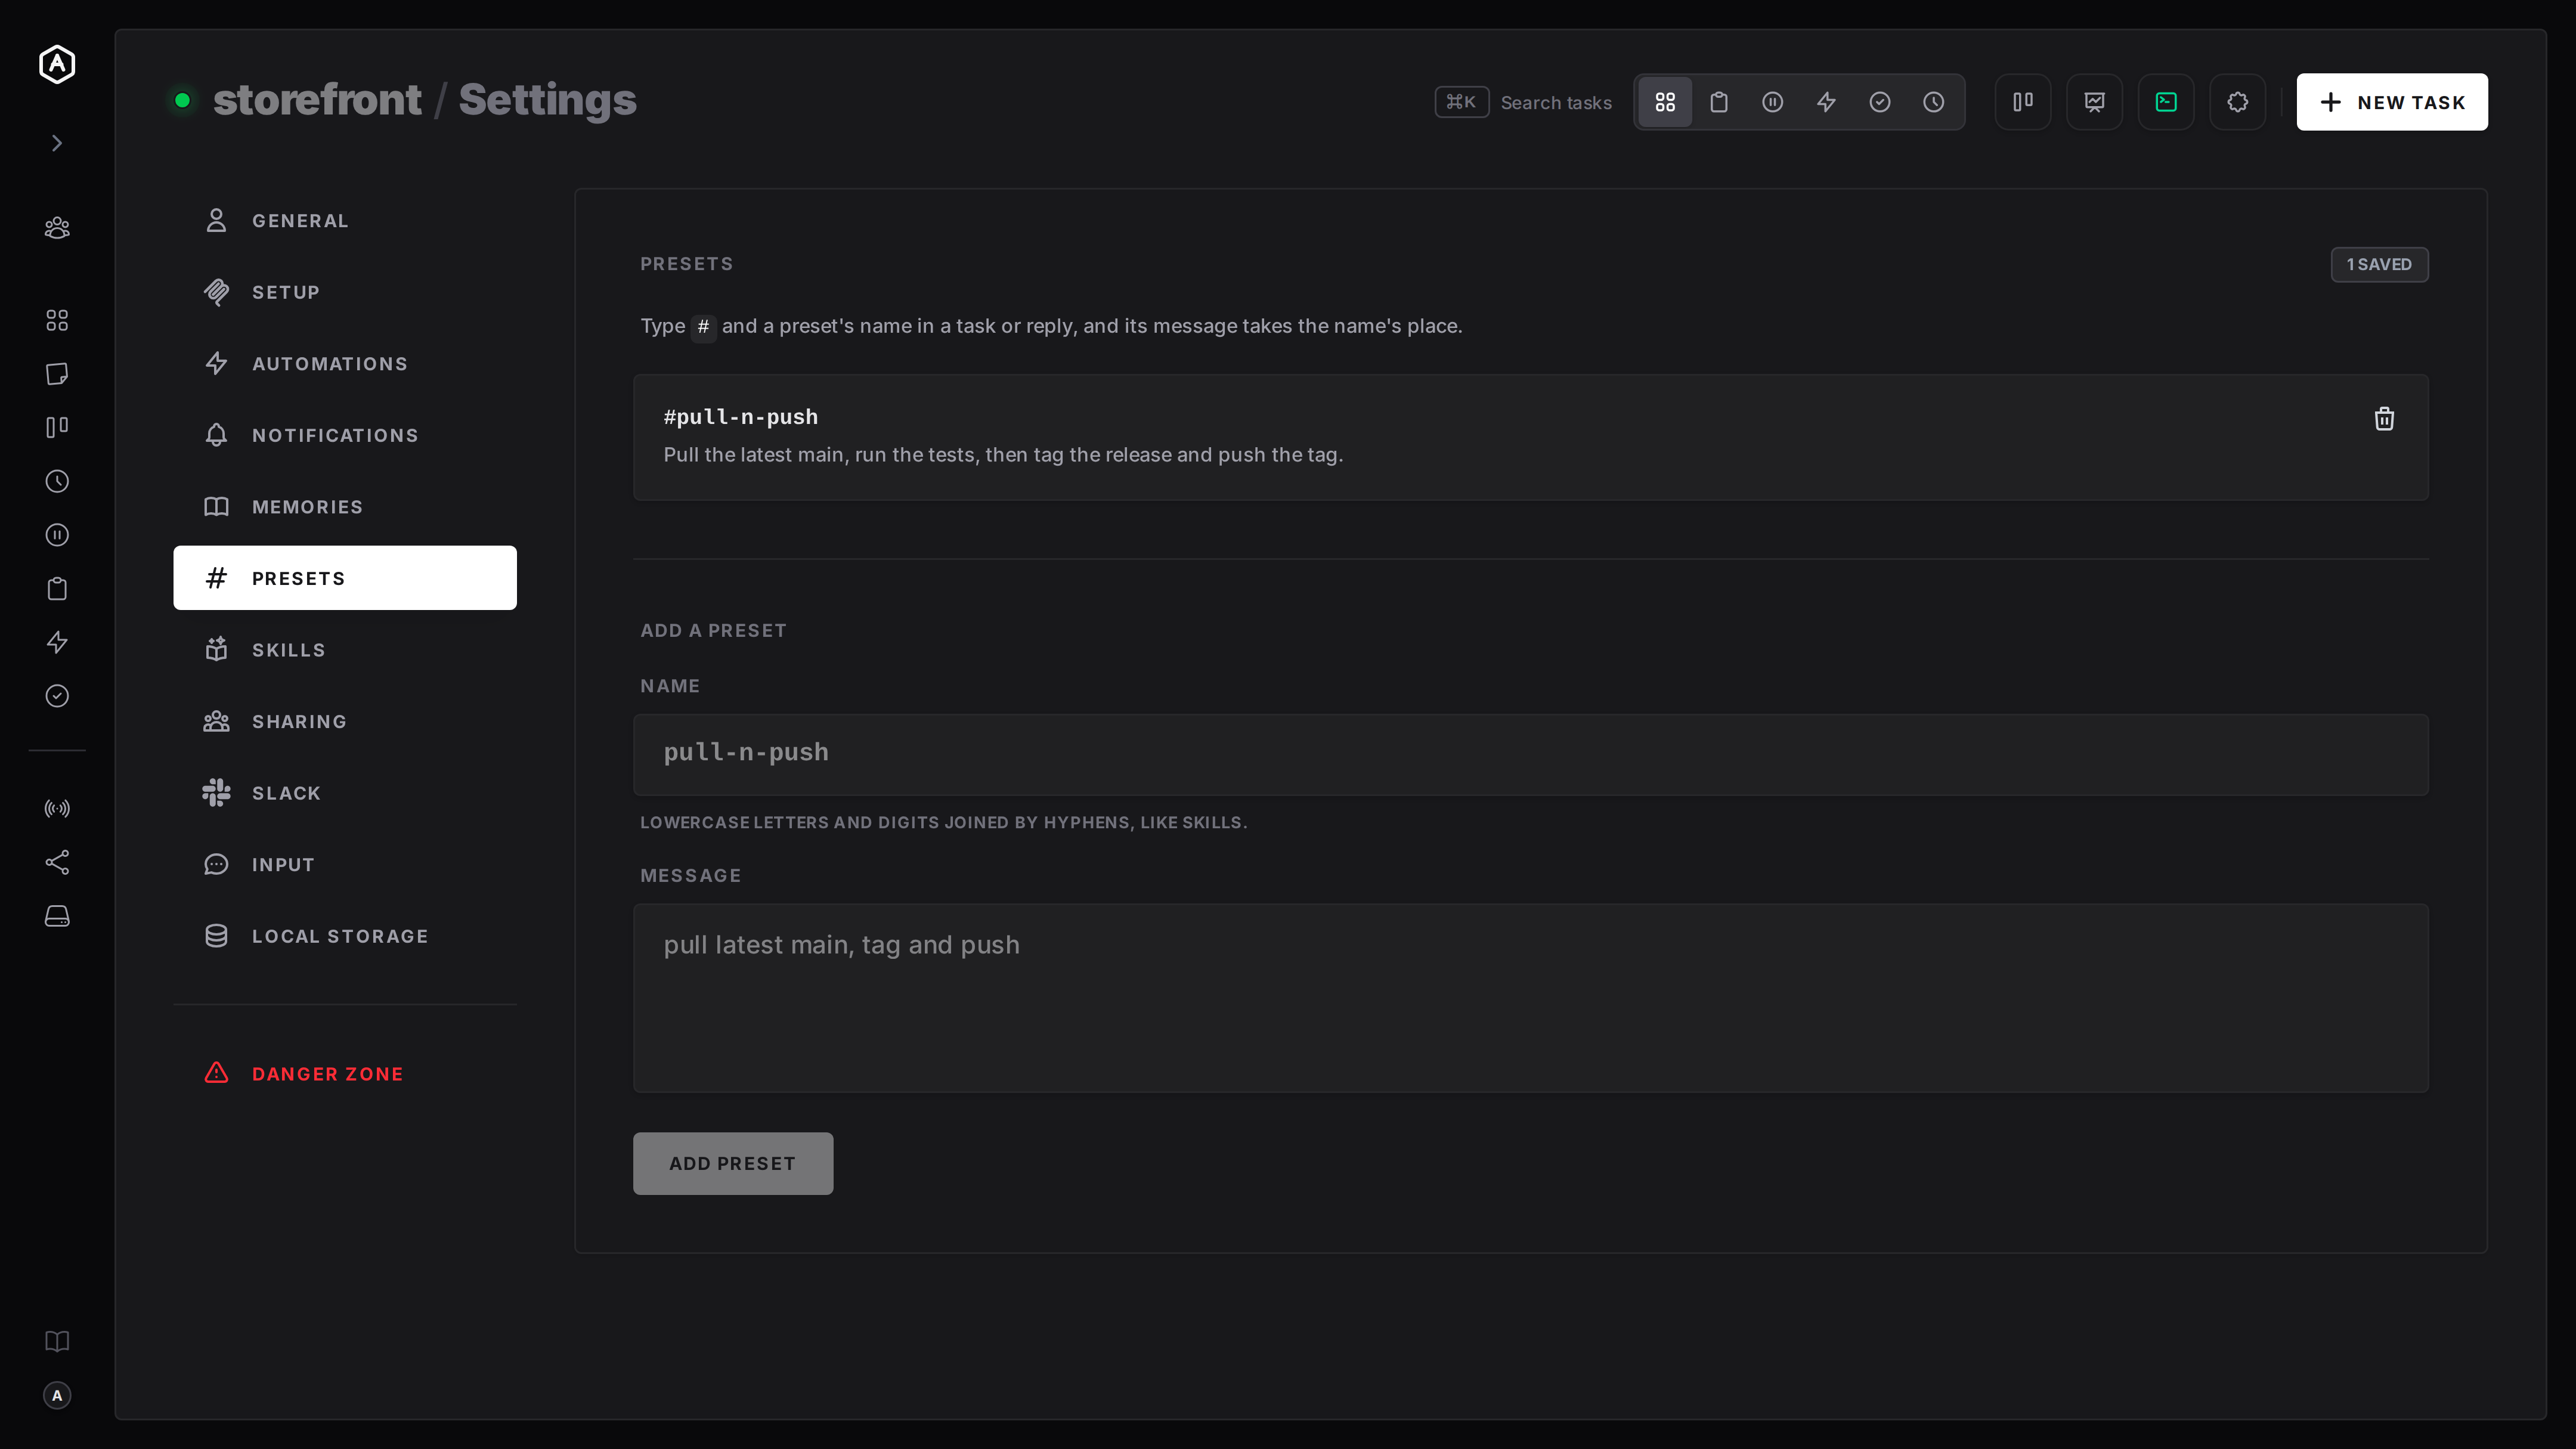 storefront / Settings
⌘K Search tasks
NEW TASK
GENERAL
SETUP
AUTOMATIONS
NOTIFICATIONS
MEMORIES
PRESETS
SKILLS
SHARING
SLACK
INPUT
LOCAL STORAGE
DANGER ZONE
PRESETS
1 SAVED
Type # and a preset's name in a task or reply, and its message takes the name's place.
#pull-n-push
Pull the latest main, run the tests, then tag the release and push the tag.
ADD A PRESET
NAME
pull-n-push
LOWERCASE LETTERS AND DIGITS JOINED BY HYPHENS, LIKE SKILLS.
MESSAGE
pull latest main, tag and push
ADD PRESET
A